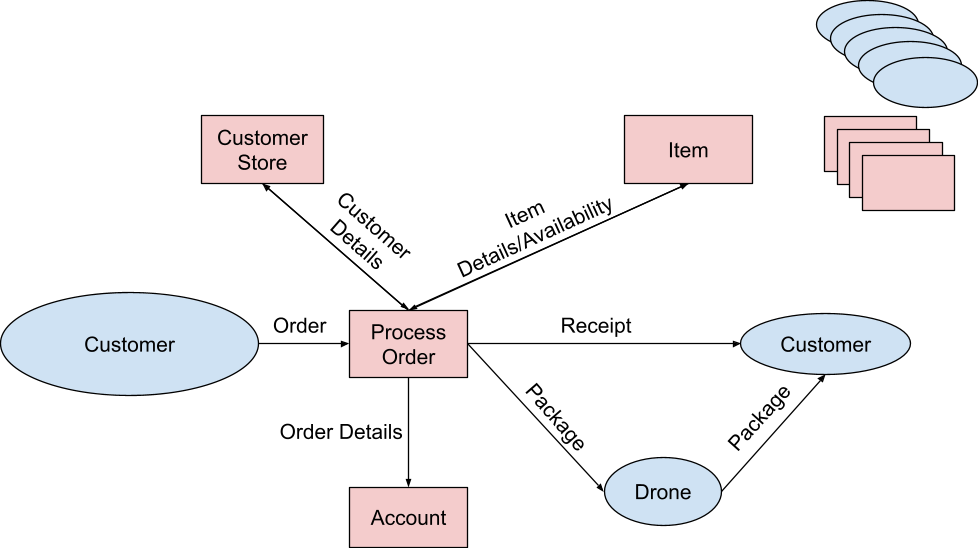 Customer
Store
Item
Customer
Details
Item
Details/Availability
Customer
Order
Process
Order
Receipt
Customer
Package
Package
Order Details
Drone
Account